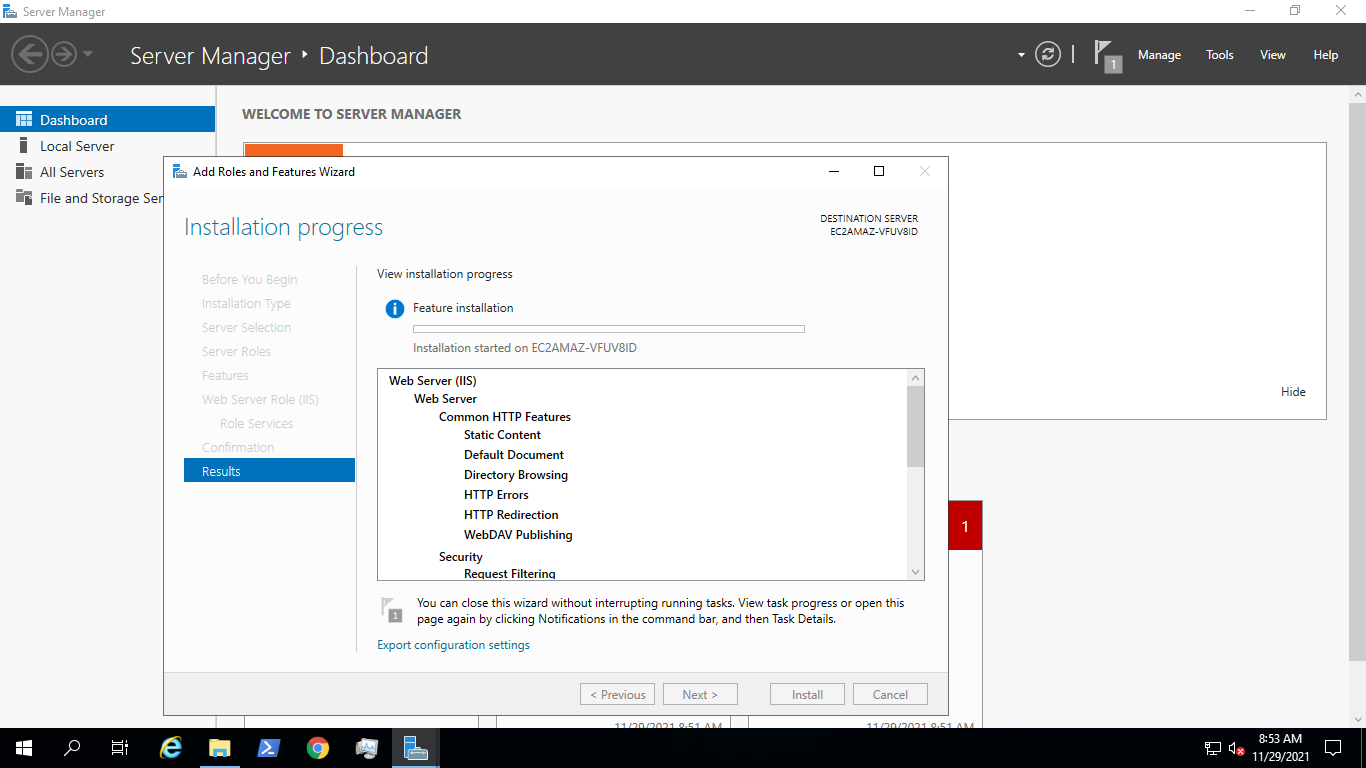 Server Manager
Server Manager
Dashboard
1
Manage
Tools
View
Help
Dashboard
Local Server
All Servers
File and Storage Ser
WELCOME TO SERVER MANAGER
Hide
Add Roles and Features Wizard
Installation progress
DESTINATION SERVER
EC2AMAZ-VFUV8ID
Before You Begin
Installation Type
Server Selection
Server Roles
Features
Web Server Role (IIS)
Role Services
Confirmation
Results
View installation progress
Feature installation
Installation started on EC2AMAZ-VFUV8ID
Web Server (IIS)
Web Server
Common HTTP Features
Static Content
Default Document
Directory Browsing
HTTP Errors
HTTP Redirection
WebDAV Publishing
Security
Request Filtering
1
You can close this wizard without interrupting running tasks. View task progress or open this
page again by clicking Notifications in the command bar, and then Task Details.
Export configuration settings
< Previous
Next >
Install
Cancel
1
11/29/2021 8:51 AM
11/29/2021 8:51 AM
8:53 AM
11/29/2021